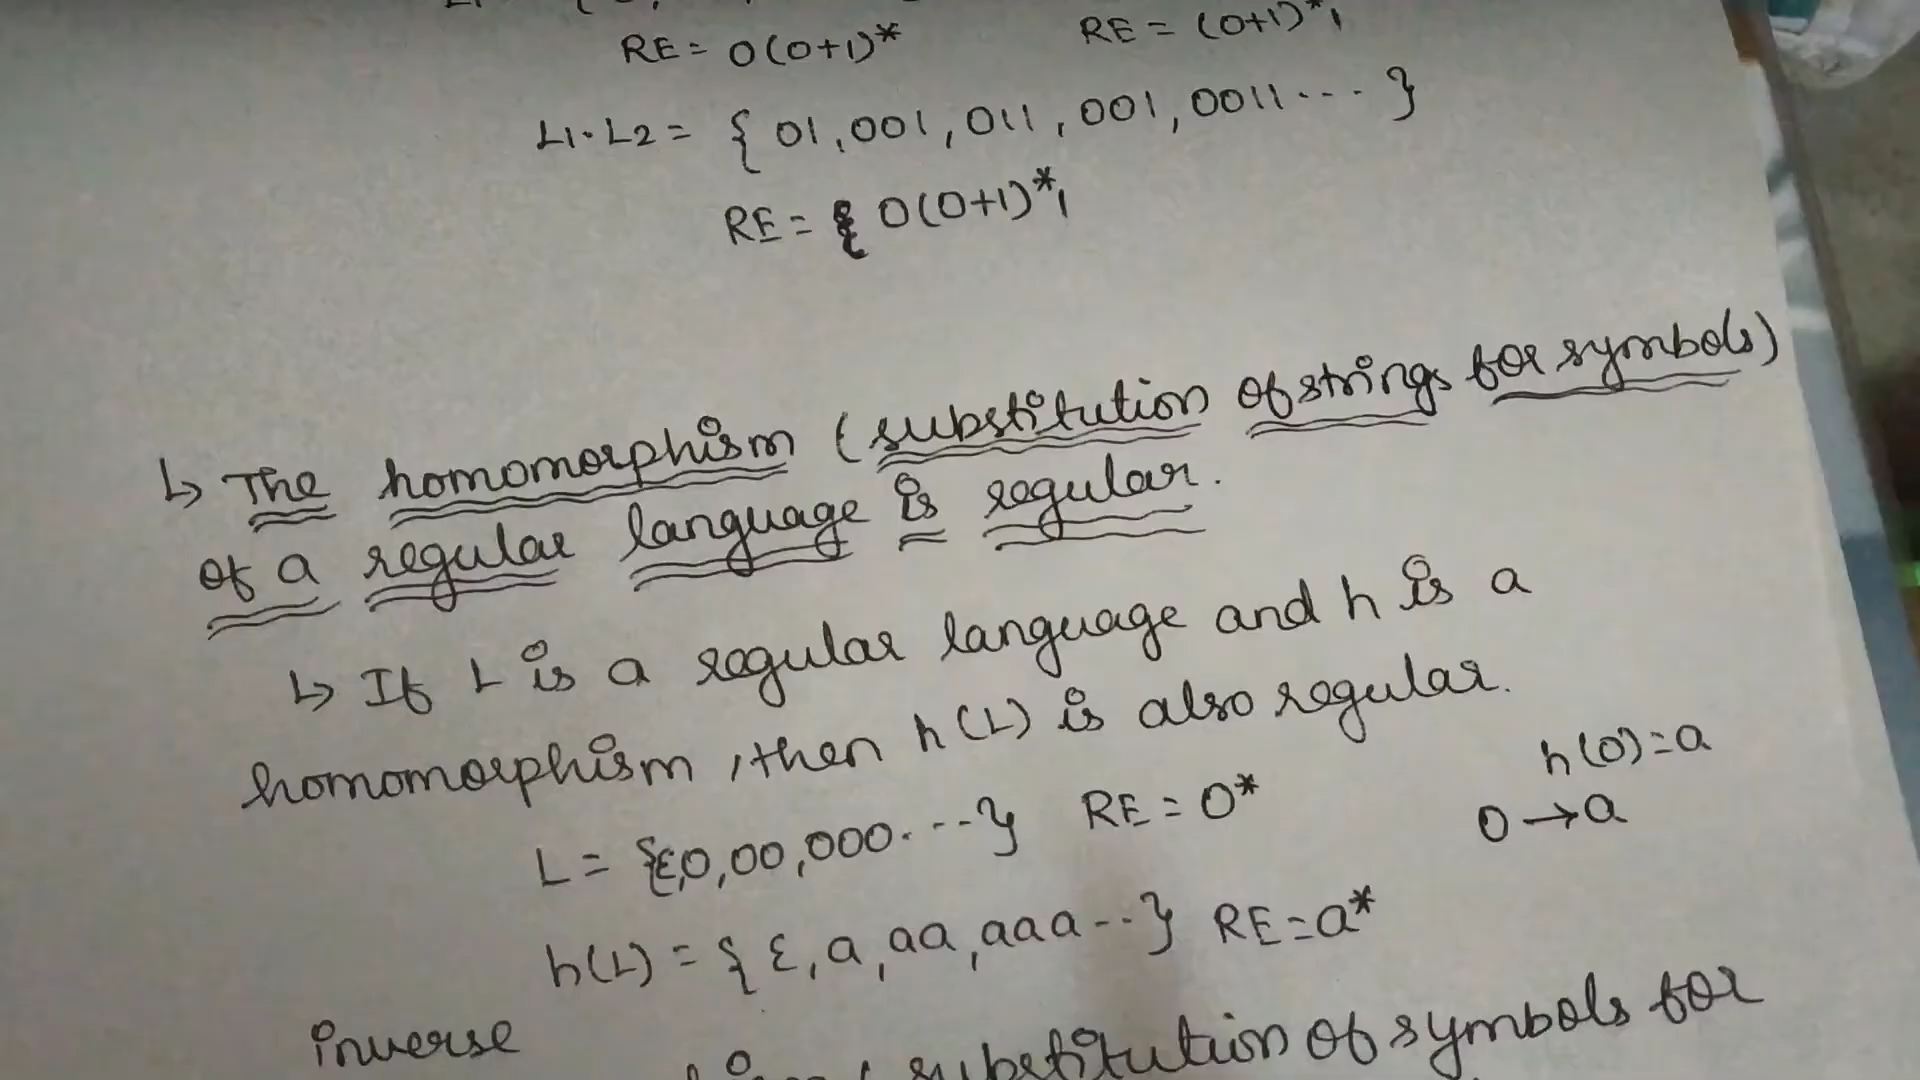 RE = 0(0+1)* RE = (0+1)*1
L1.L2 = { 01,001,011,001,0011... }
RE = { 0(0+1)*1
↳ The homomorphism (substitution of strings for symbols)
of a regular language is regular.
↳ If L is a regular language and h is a
homomorphism, then h(L) is also regular.
h(0)=a
L = {ε,0,00,000....} RE = 0* 0→a
h(L) = { ε, a, aa, aaa--} RE=a*
inverse
(substitution of symbols for